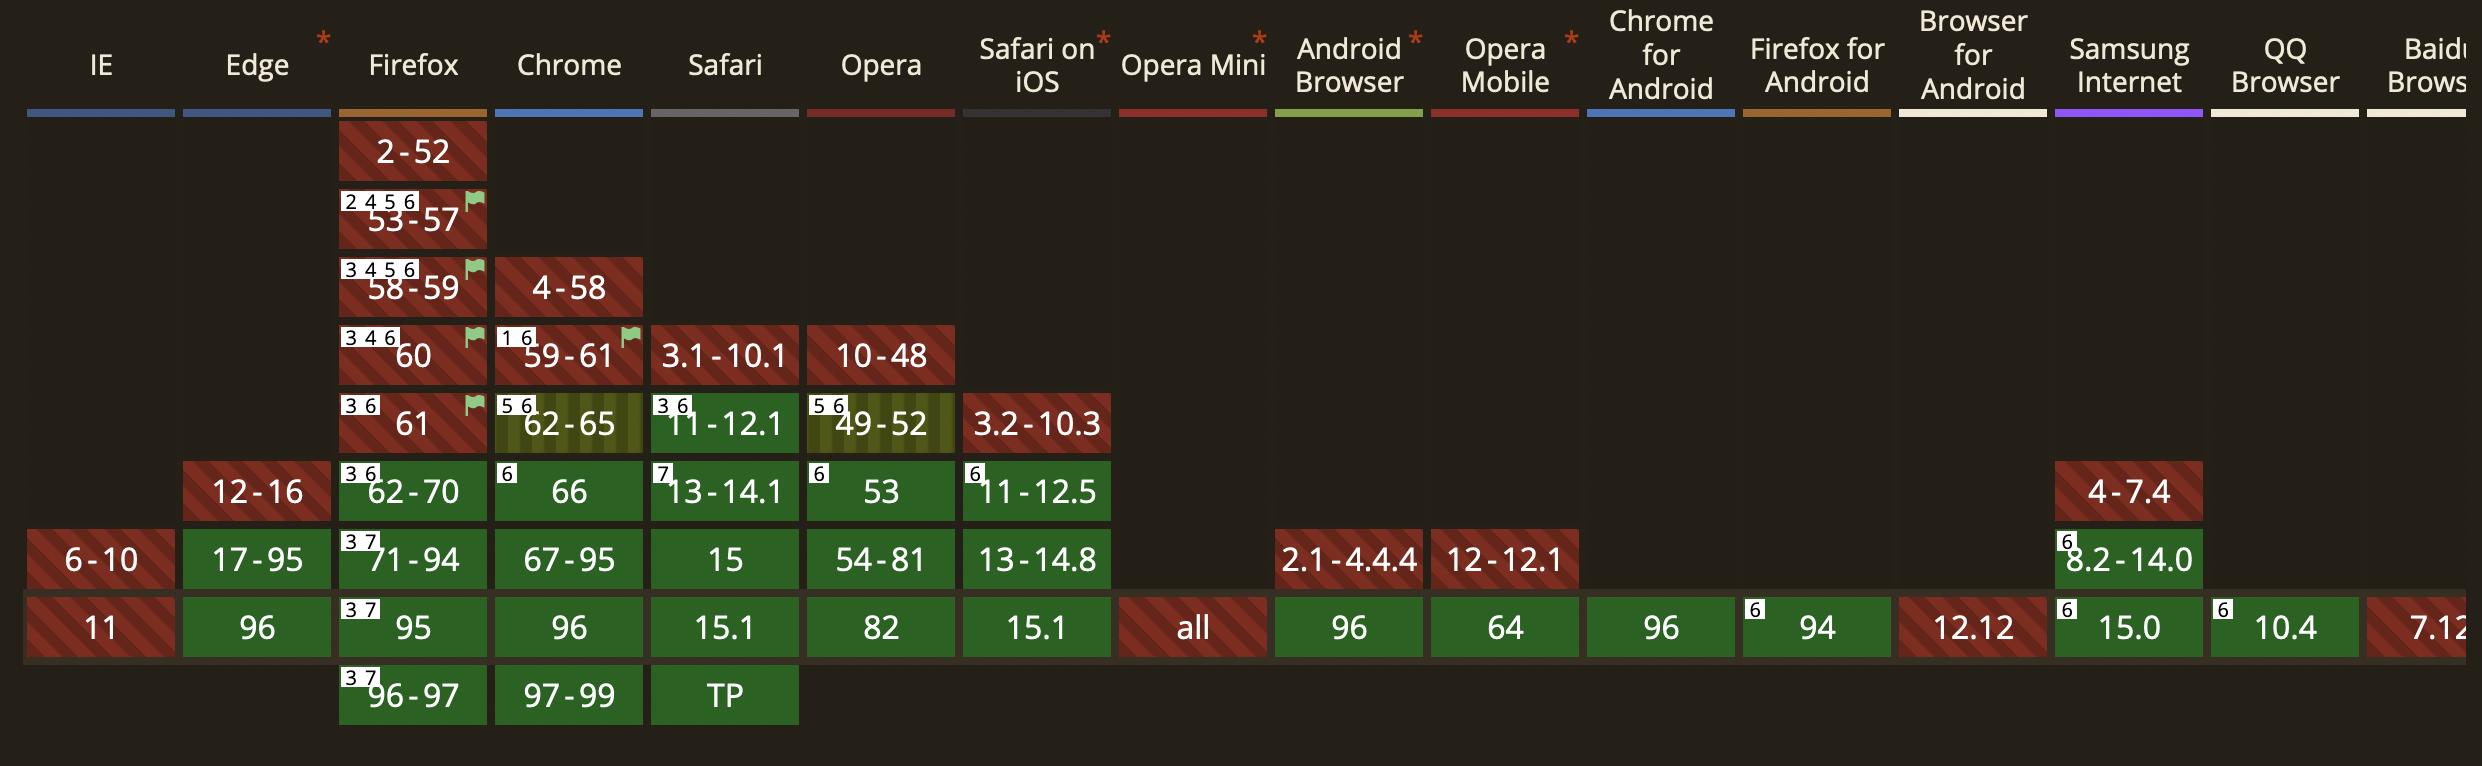 IE
Edge *
Firefox
Chrome
Safari
Opera
Safari on *
iOS
Opera Mini *
Android *
Browser
Opera *
Mobile
Chrome
for
Android
Firefox for
Android
Browser
for
Android
Samsung
Internet
QQ
Browser
Baidu
Brows
2-52
2 4 5 6
53-57
3 4 5 6
58-59
4-58
3 4 6
60
1 6
59-61
3.1-10.1
10-48
3 6
61
5 6
62-65
3 6
11-12.1
5 6
49-52
3.2-10.3
12-16
3 6
62-70
6
66
7
13-14.1
6
53
6
11-12.5
4-7.4
6-10
17-95
3 7
71-94
67-95
15
54-81
13-14.8
2.1-4.4.4
12-12.1
6
8.2-14.0
11
96
3 7
95
96
15.1
82
15.1
all
96
64
96
6
94
12.12
6
15.0
6
10.4
7.12
3 7
96-97
97-99
TP